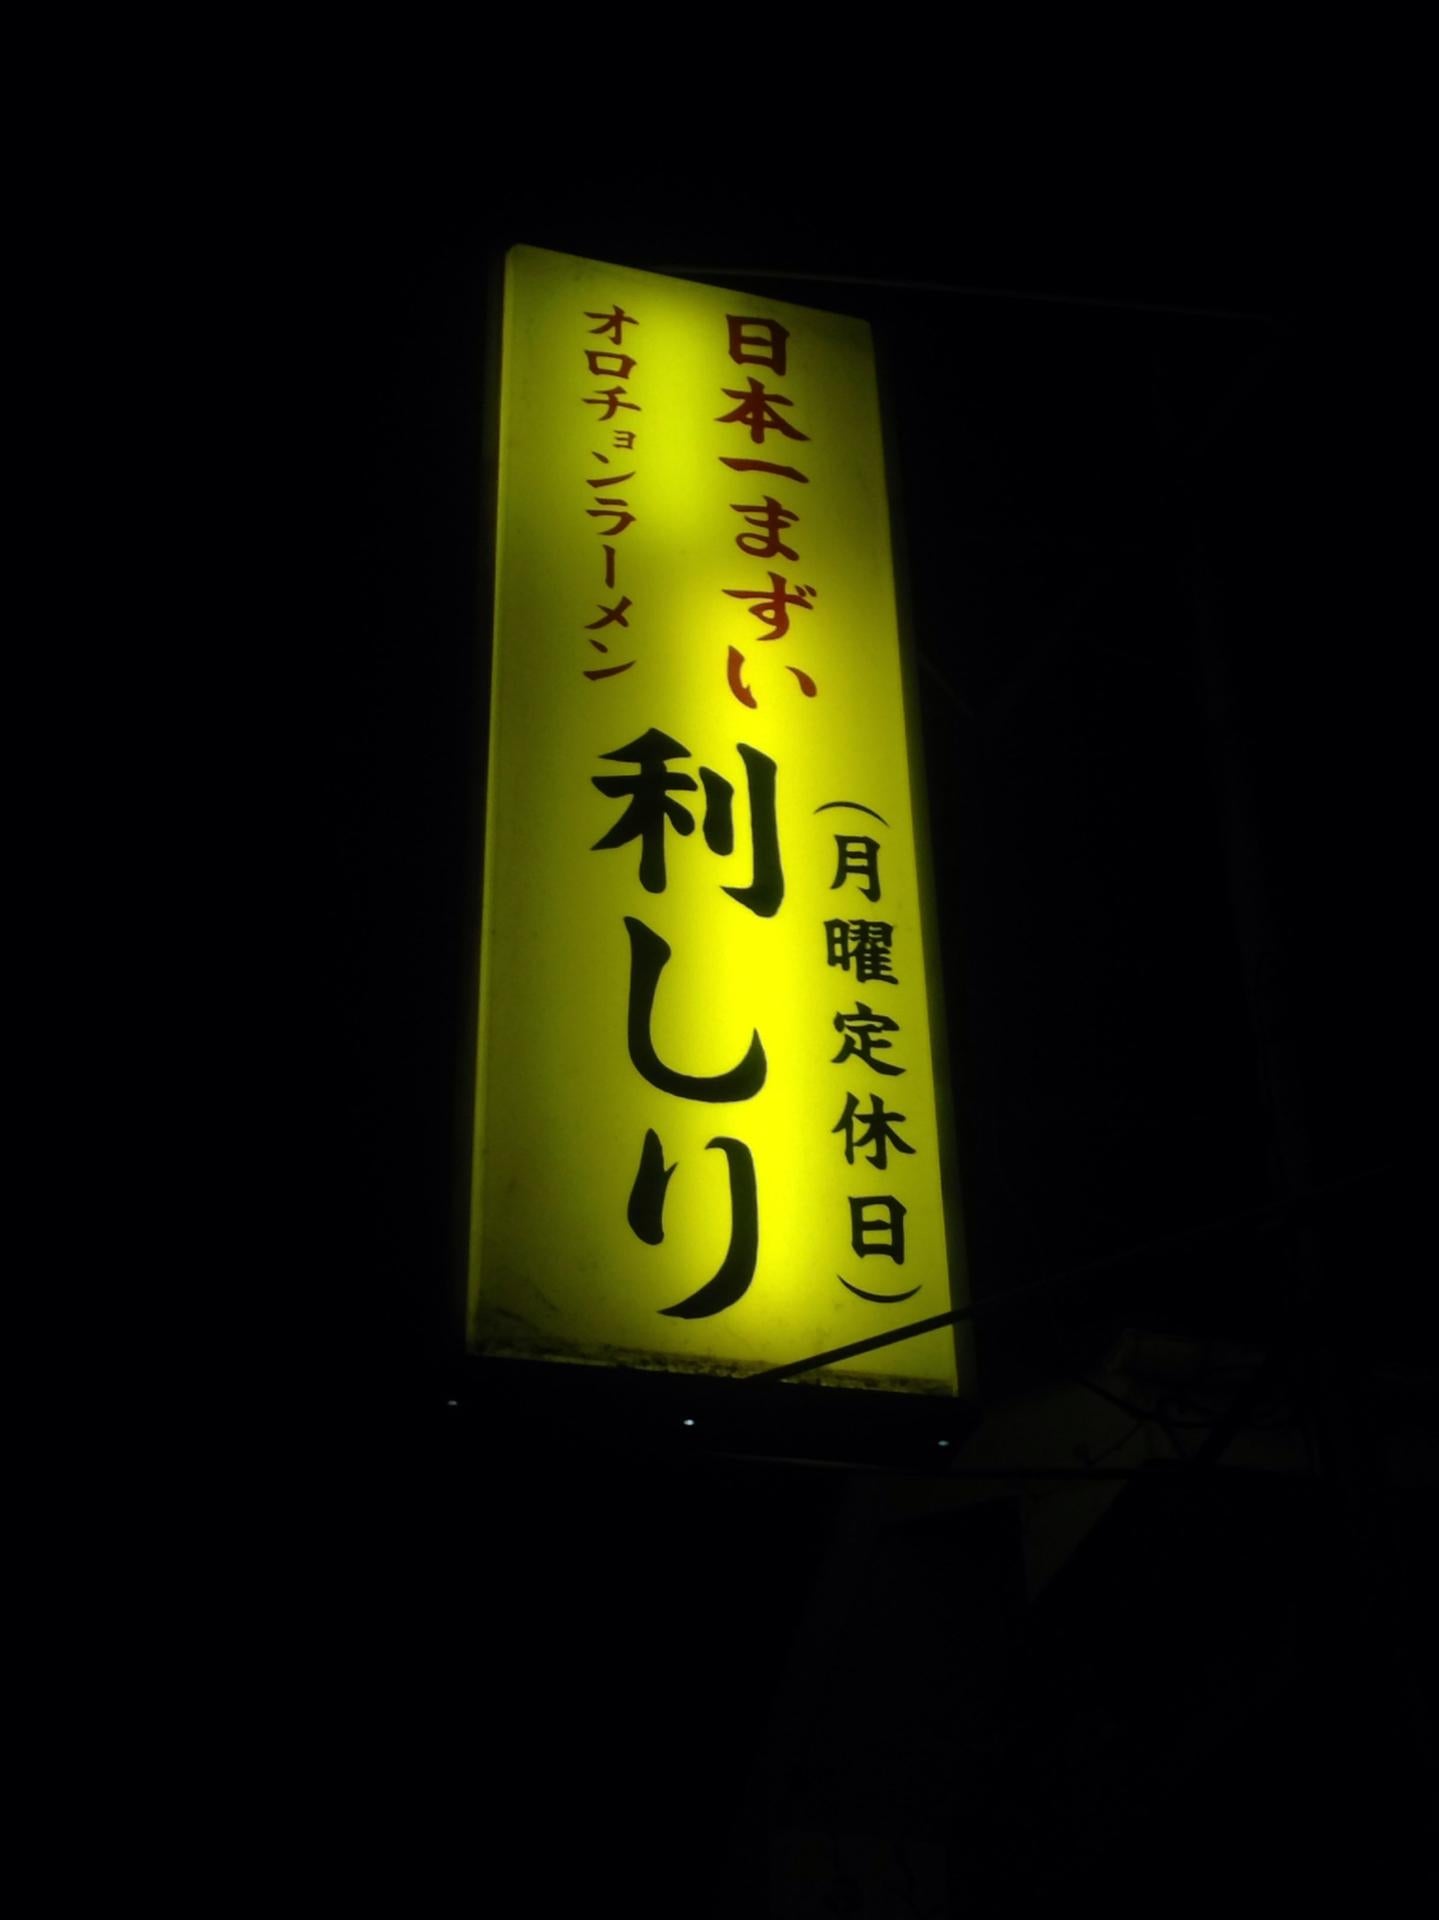 日本一まずい
オロチョンラーメン
利しり
(月曜定休日)